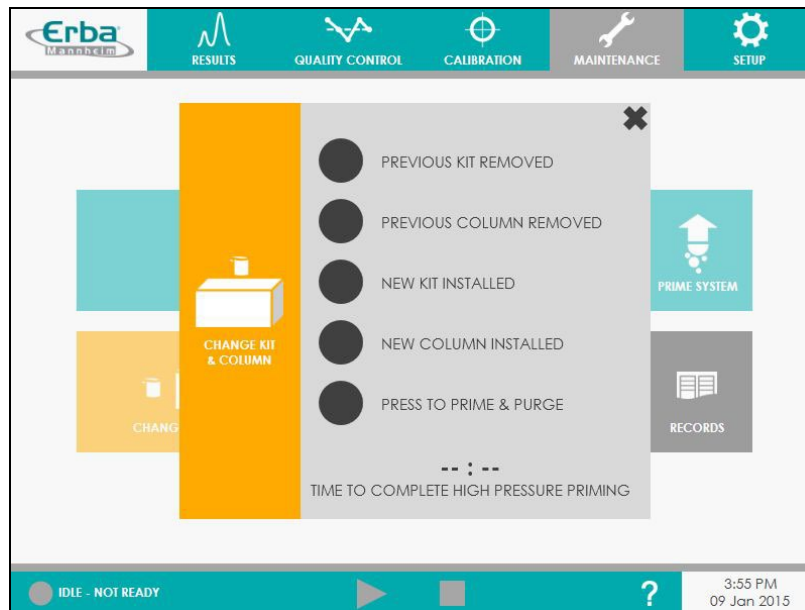 Erba
Mannheim
RESULTS
QUALITY CONTROL
CALIBRATION
MAINTENANCE
SETUP
PREVIOUS KIT REMOVED
PREVIOUS COLUMN REMOVED
NEW KIT INSTALLED
NEW COLUMN INSTALLED
PRESS TO PRIME & PURGE
-- : --
TIME TO COMPLETE HIGH PRESSURE PRIMING
CHANGE KIT
& COLUMN
CHANG
PRIME SYSTEM
RECORDS
IDLE - NOT READY
?
3:55 PM
09 Jan 2015